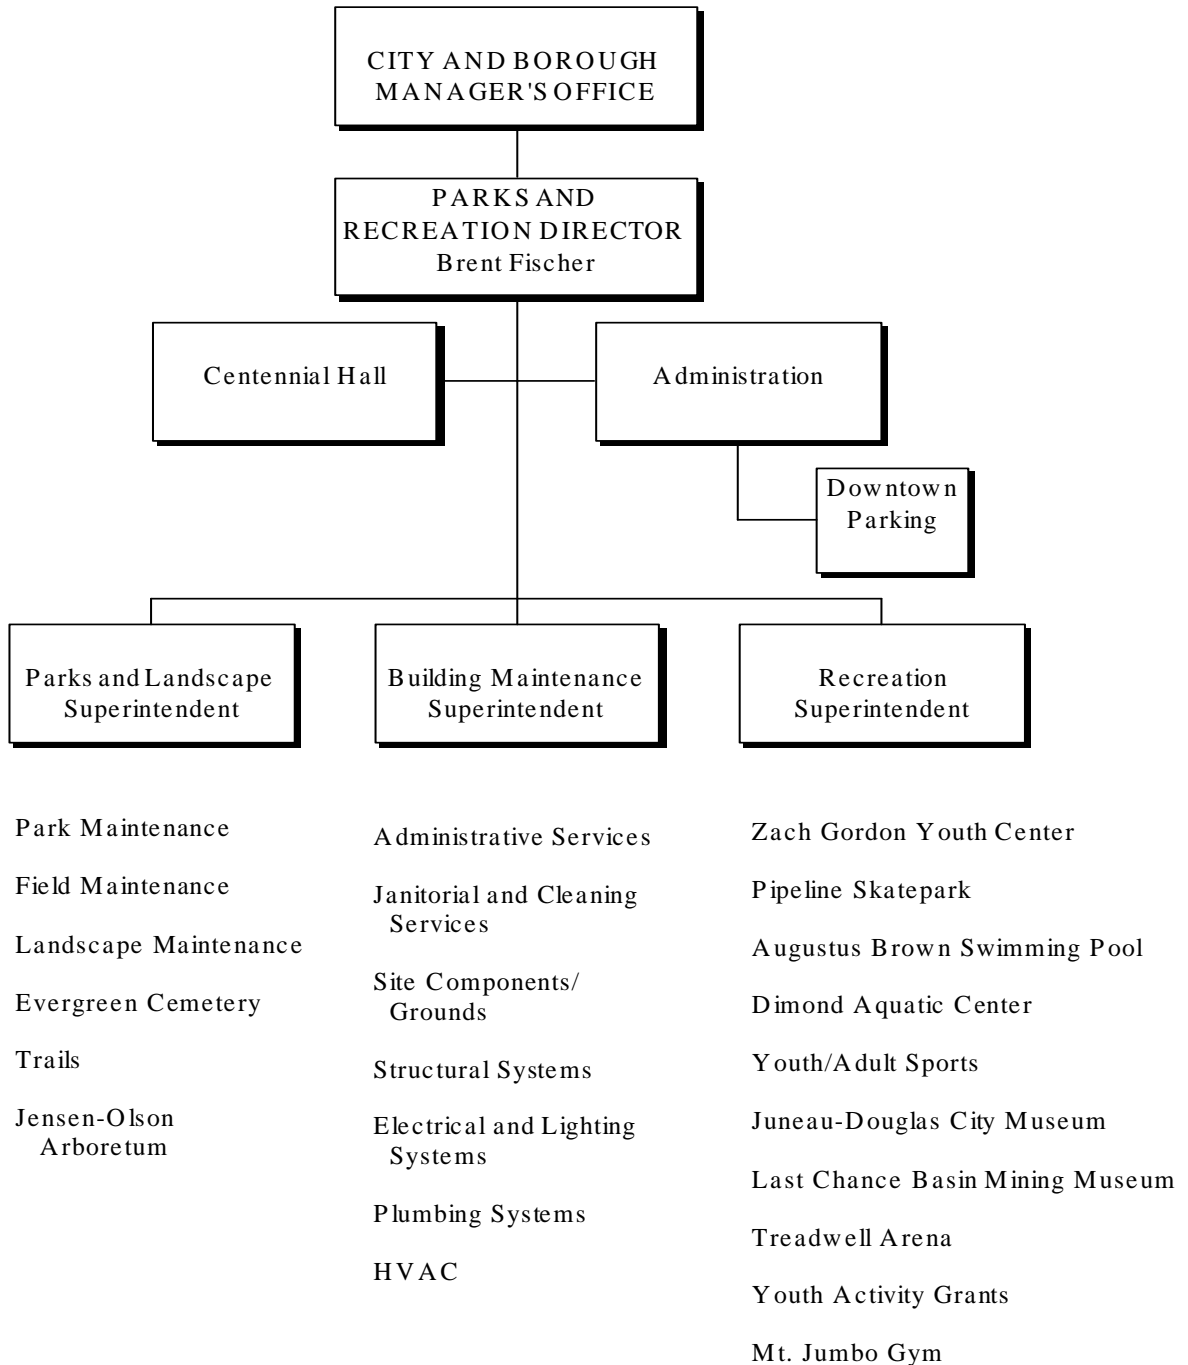 CITY AND BOROUGH
MANAGER'S OFFICE
PARKS AND
RECREATION DIRECTOR
Brent Fischer
Centennial Hall
Administration
Downtown
Parking
Parks and Landscape
Superintendent
Building Maintenance
Superintendent
Recreation
Superintendent
Park Maintenance
Field Maintenance
Landscape Maintenance
Evergreen Cemetery
Trails
Jensen-Olson
Arboretum
Administrative Services
Janitorial and Cleaning
Services
Site Components/
Grounds
Structural Systems
Electrical and Lighting
Systems
Plumbing Systems
HVAC
Zach Gordon Youth Center
Pipeline Skatepark
Augustus Brown Swimming Pool
Dimond Aquatic Center
Youth/Adult Sports
Juneau-Douglas City Museum
Last Chance Basin Mining Museum
Treadwell Arena
Youth Activity Grants
Mt. Jumbo Gym